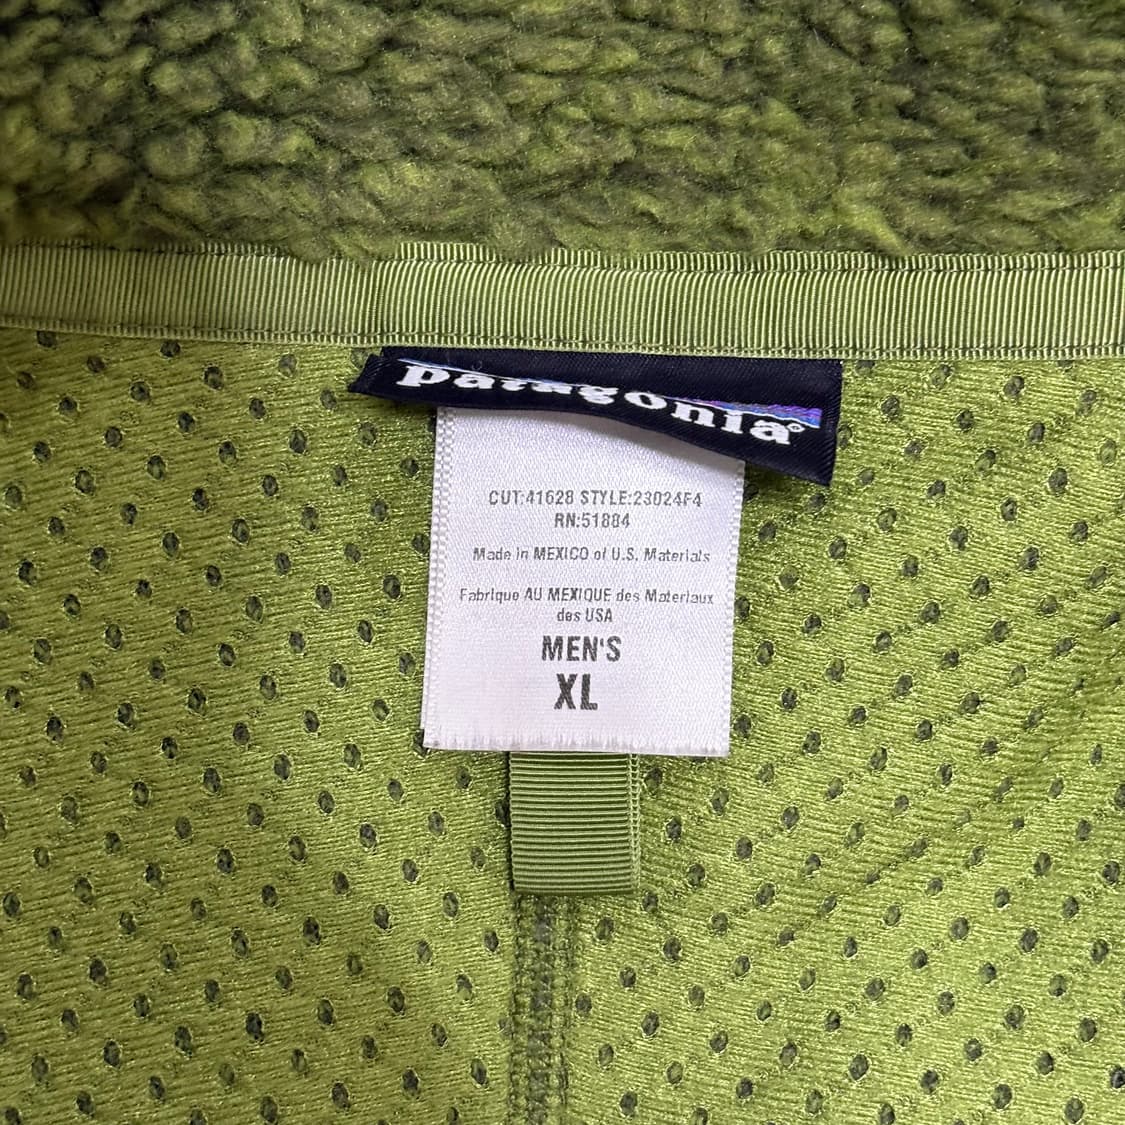 patagonia®
CUT:41628 STYLE:23024F4
RN:51884
Made in MEXICO of U.S. Materials
Fabrique AU MEXIQUE des Materiaux
des USA
MEN'S
XL